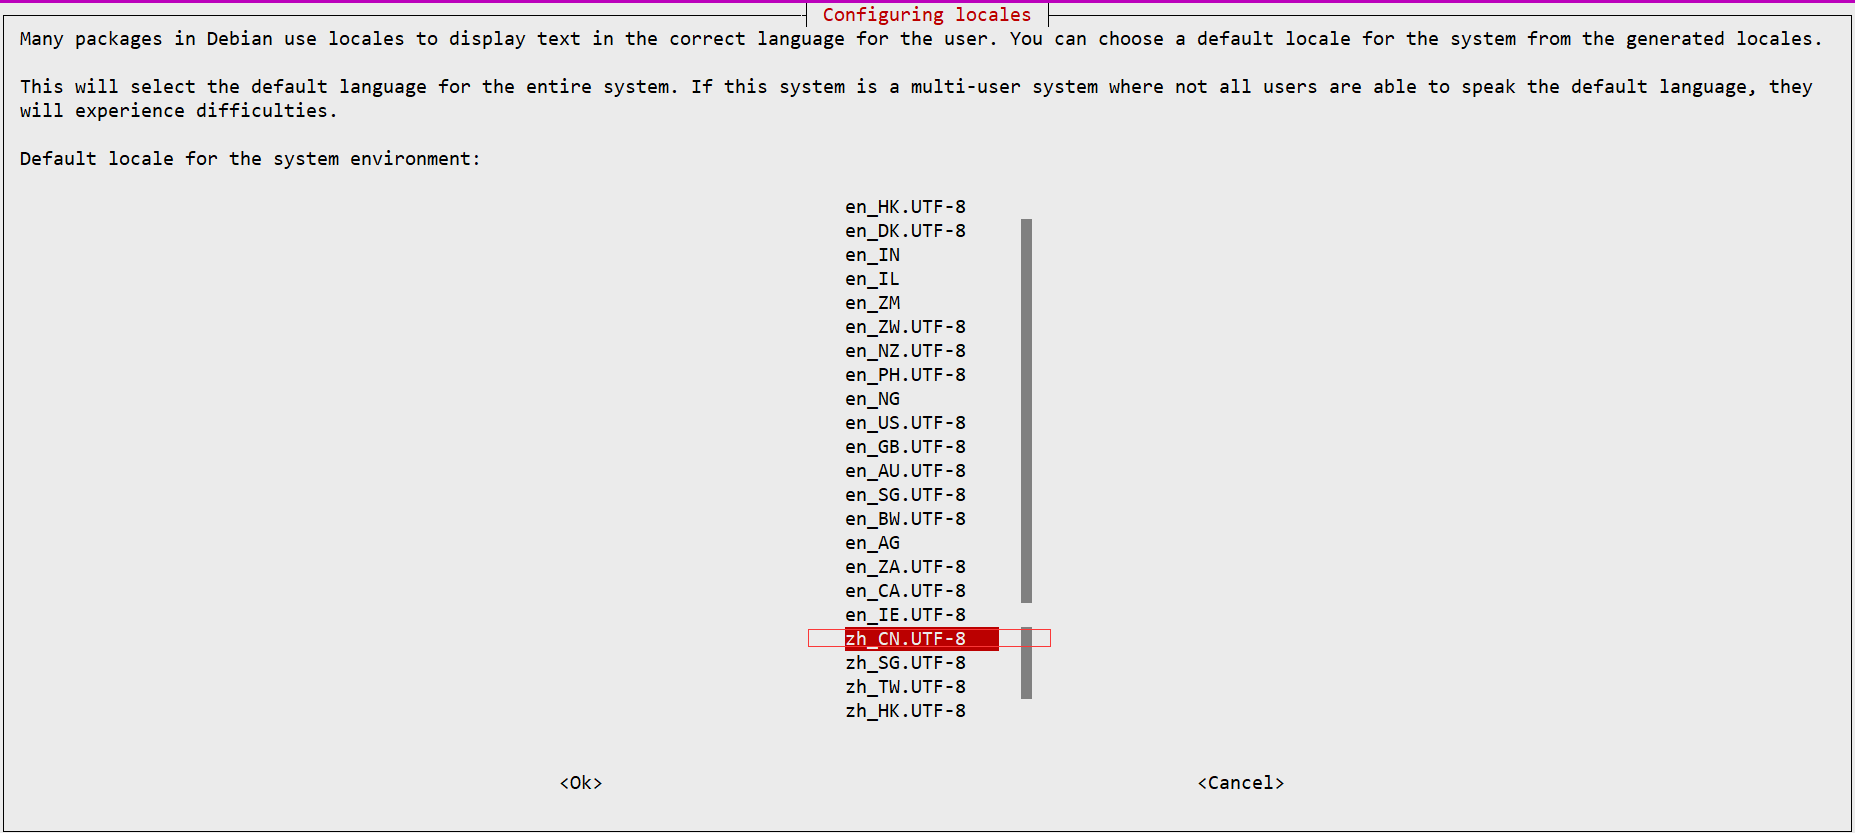 Configuring locales
Many packages in Debian use locales to display text in the correct language for the user. You can choose a default locale for the system from the generated locales.
This will select the default language for the entire system. If this system is a multi-user system where not all users are able to speak the default language, they
will experience difficulties.
Default locale for the system environment:
en_HK.UTF-8
en_DK.UTF-8
en_IN
en_IL
en_ZM
en_ZW.UTF-8
en_NZ.UTF-8
en_PH.UTF-8
en_NG
en_US.UTF-8
en_GB.UTF-8
en_AU.UTF-8
en_SG.UTF-8
en_BW.UTF-8
en_AG
en_ZA.UTF-8
en_CA.UTF-8
en_IE.UTF-8
zh_CN.UTF-8
zh_SG.UTF-8
zh_TW.UTF-8
zh_HK.UTF-8
<Ok> <Cancel>